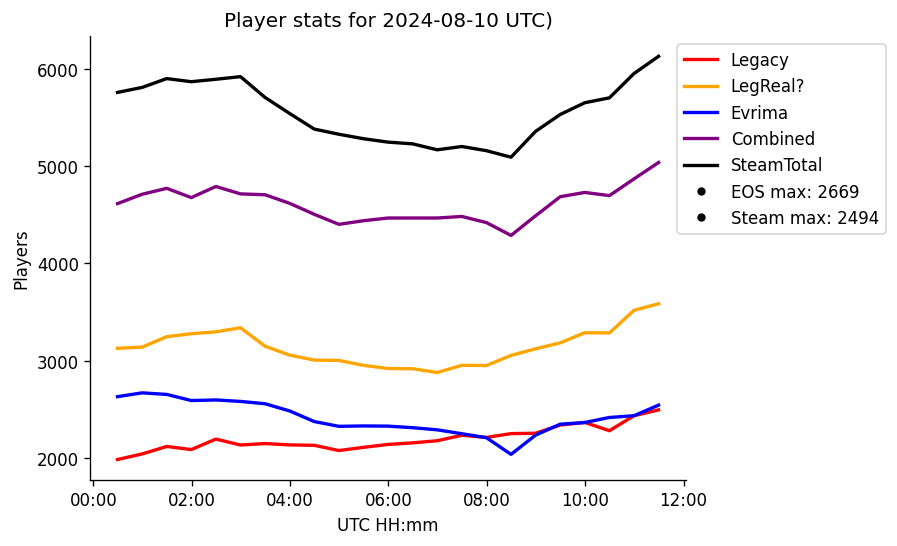 Player stats for 2024-08-10 UTC)
Legacy
LegReal?
Evrima
Combined
SteamTotal
EOS max: 2669
Steam max: 2494
Players
6000
5000
4000
3000
2000
00:00
02:00
04:00
06:00
08:00
10:00
12:00
UTC HH:mm